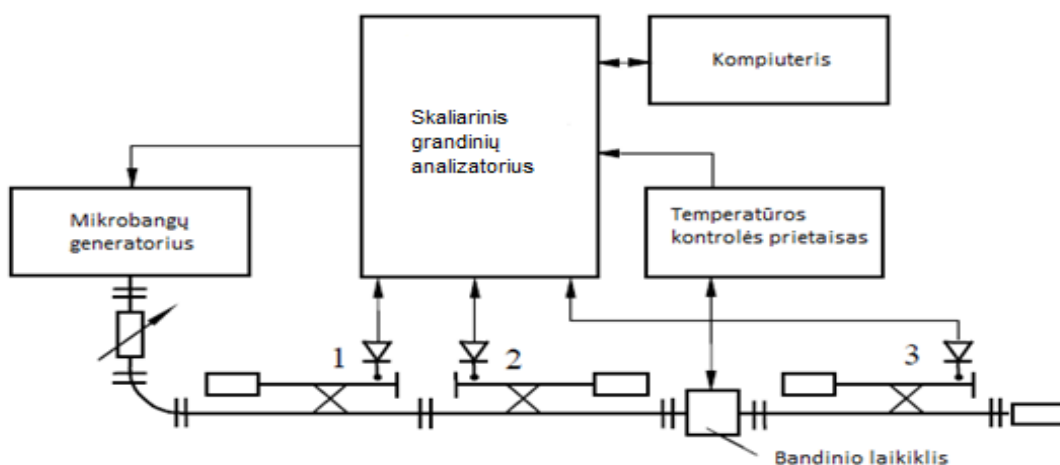 Kompiuteris
Skaliarinis
grandinių
analizatorius
Mikrobangų
generatorius
Temperatūros
kontrolės prietaisas
1
2
3
Bandinio laikiklis